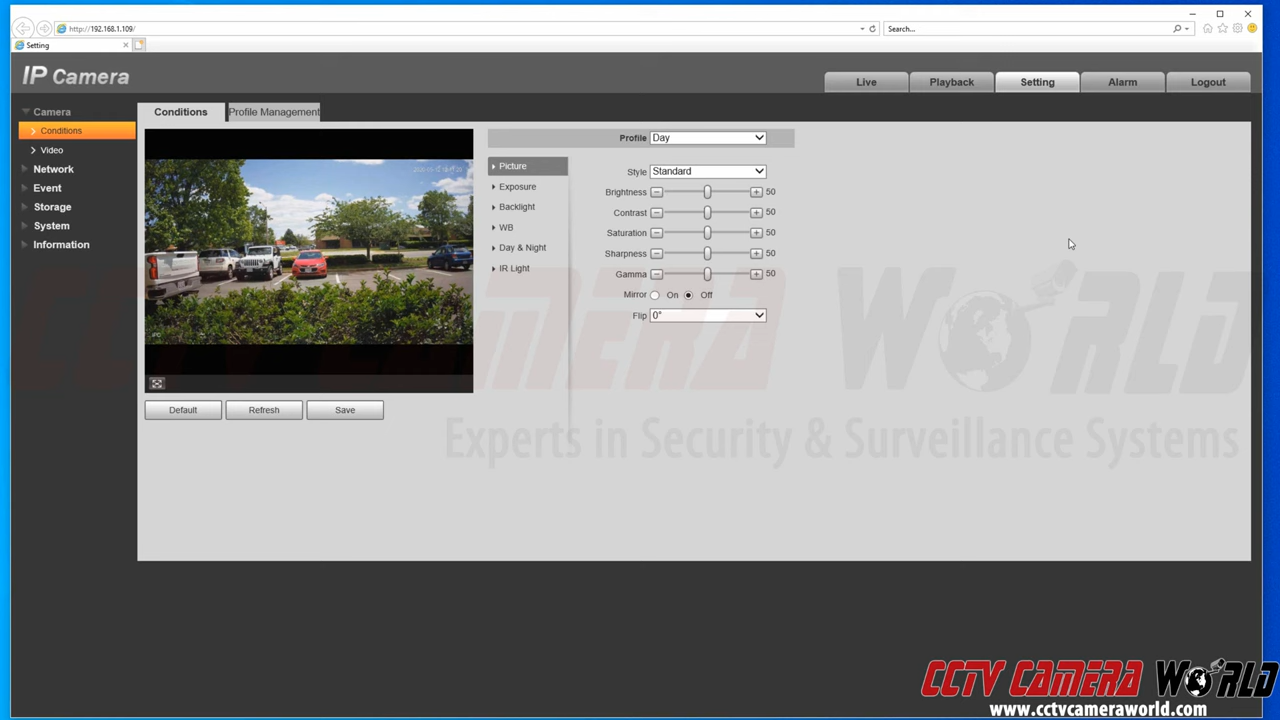 http://192.168.1.109/
Search...
Setting
IP Camera
Live
Playback
Setting
Alarm
Logout
Camera
Conditions
Video
Network
Event
Storage
System
Information
Conditions
Profile Management
Profile
Day
Picture
Exposure
Backlight
WB
Day & Night
IR Light
Style
Standard
Brightness
50
Contrast
50
Saturation
50
Sharpness
50
Gamma
50
Mirror
On
Off
Flip
0°
Default
Refresh
Save
CCTV CAMERA WORLD
Experts in Security & Surveillance Systems
CCTV CAMERA WORLD
www.cctvcameraworld.com